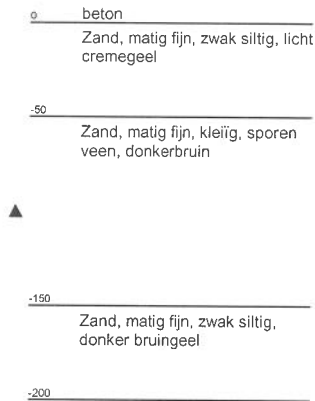 0 beton
Zand, matig fijn, zwak siltig, licht
cremegeel
-50
Zand, matig fijn, kleiïg, sporen
veen, donkerbruin
-150
Zand, matig fijn, zwak siltig,
donker bruingeel
-200